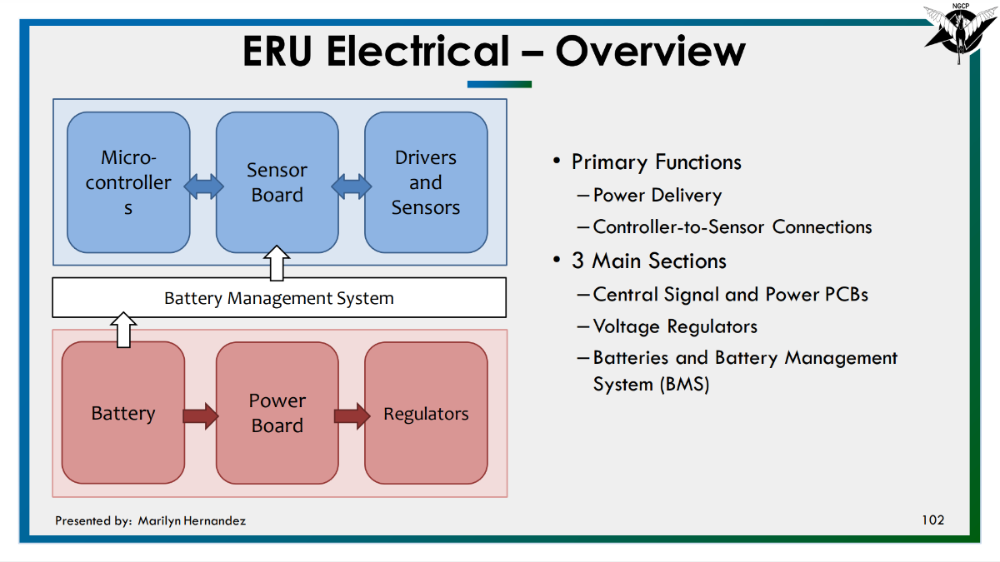 NGCP
ERU Electrical – Overview
Micro-
controller
s
Sensor
Board
Drivers
and
Sensors
Battery Management System
Battery
Power
Board
Regulators
• Primary Functions
–Power Delivery
–Controller-to-Sensor Connections
• 3 Main Sections
–Central Signal and Power PCBs
–Voltage Regulators
–Batteries and Battery Management
System (BMS)
Presented by: Marilyn Hernandez
102